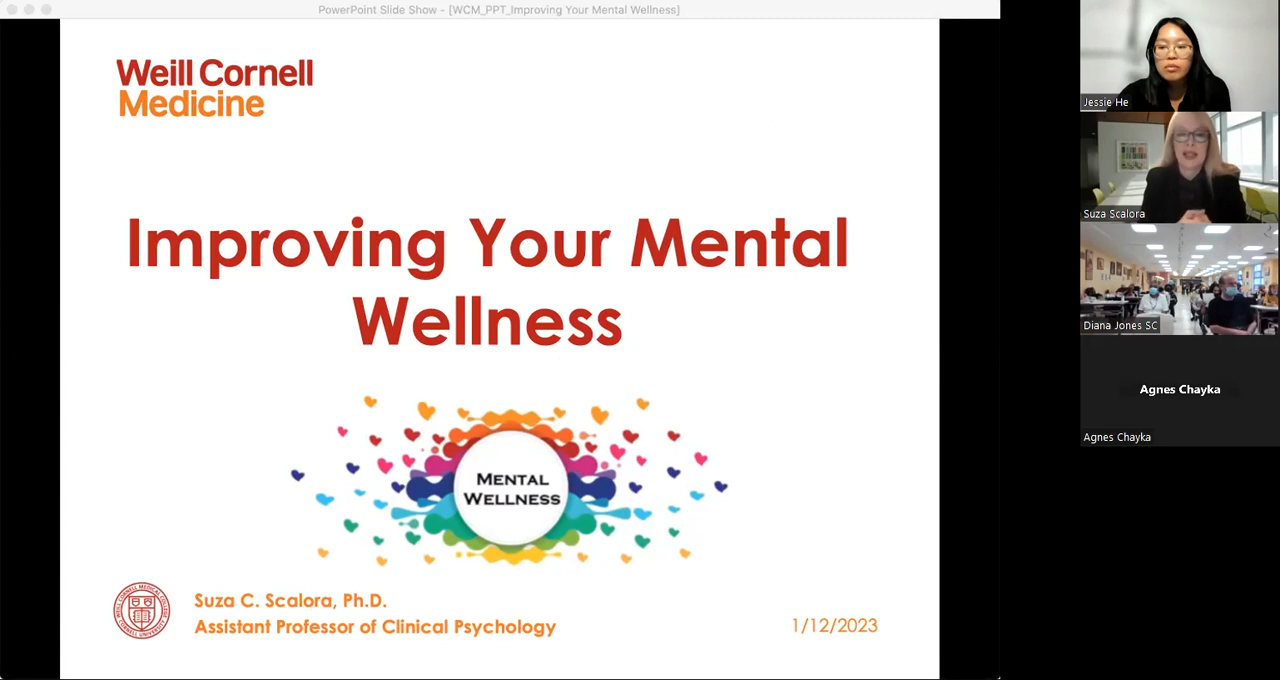 PowerPoint Slide Show - [WCM_PPT_Improving Your Mental Wellness]
Weill Cornell
Medicine
Improving Your Mental
Wellness
MENTAL
WELLNESS
Suza C. Scalora, Ph.D.
Assistant Professor of Clinical Psychology
1/12/2023
Jessie He
Suza Scalora
Diana Jones SC
Agnes Chayka
Agnes Chayka